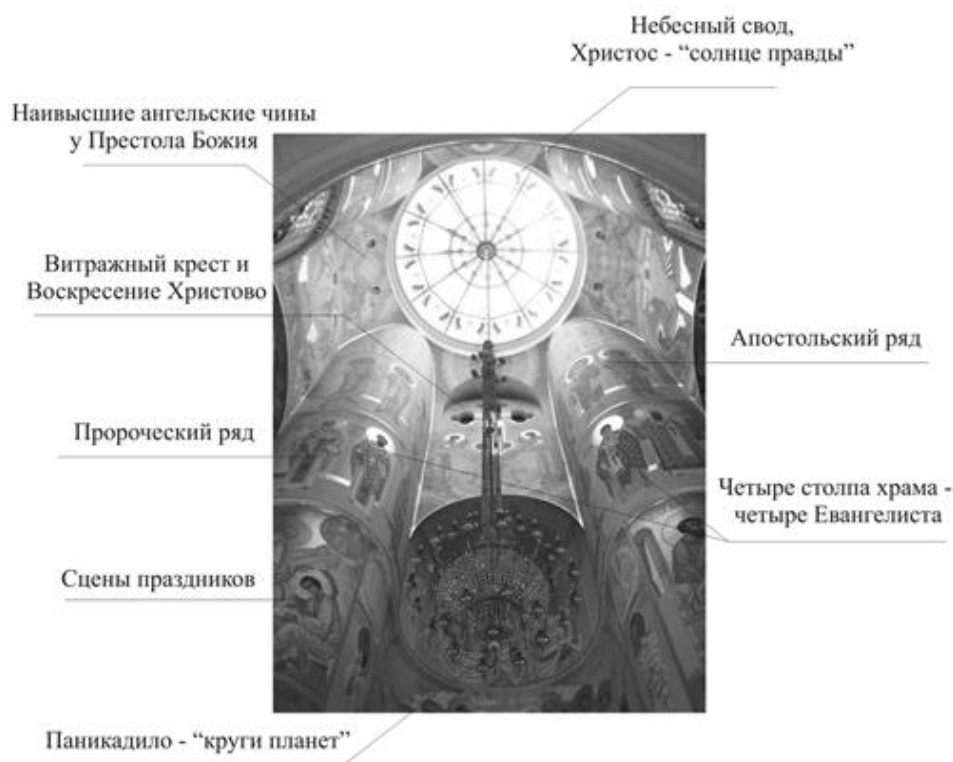 Небесный свод,
Христос - “солнце правды”
Наивысшие ангельские чины
у Престола Божия
Витражный крест и
Воскресение Христово
Апостольский ряд
Пророческий ряд
Четыре столпа храма -
четыре Евангелиста
Сцены праздников
Паникадило - “круги планет”